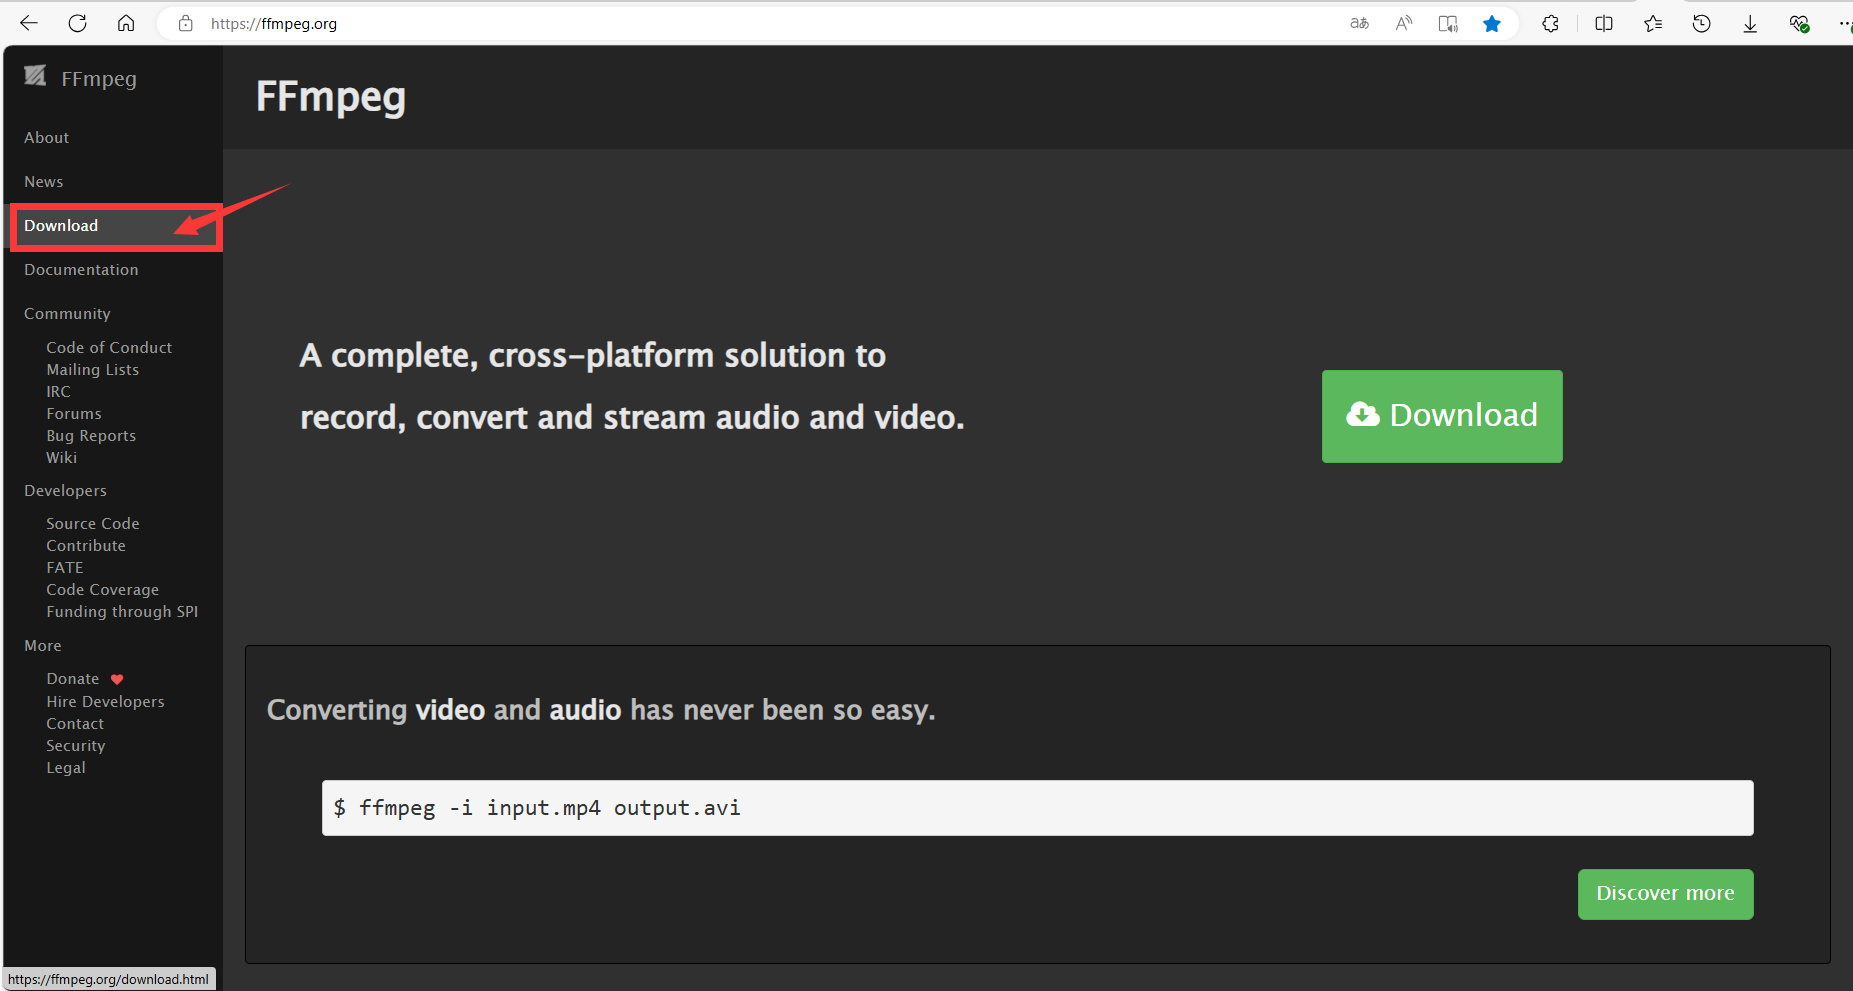 https://ffmpeg.org
FFmpeg
About
News
Download
Documentation
Community
Code of Conduct
Mailing Lists
IRC
Forums
Bug Reports
Wiki
Developers
Source Code
Contribute
FATE
Code Coverage
Funding through SPI
More
Donate
Hire Developers
Contact
Security
Legal
https://ffmpeg.org/download.html
FFmpeg
A complete, cross-platform solution to
record, convert and stream audio and video.
Download
Converting video and audio has never been so easy.
$ ffmpeg -i input.mp4 output.avi
Discover more